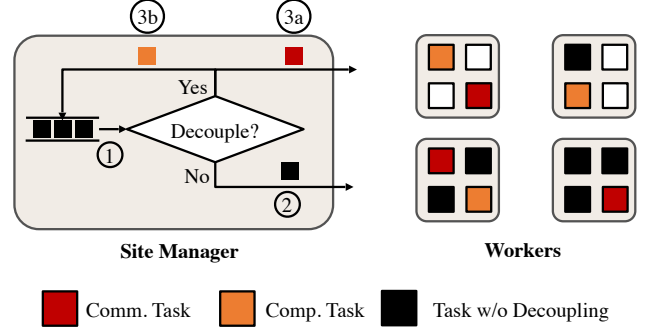 3b
3a
Yes
Decouple?
1
No
2
Site Manager
Workers
Comm. Task
Comp. Task
Task w/o Decoupling